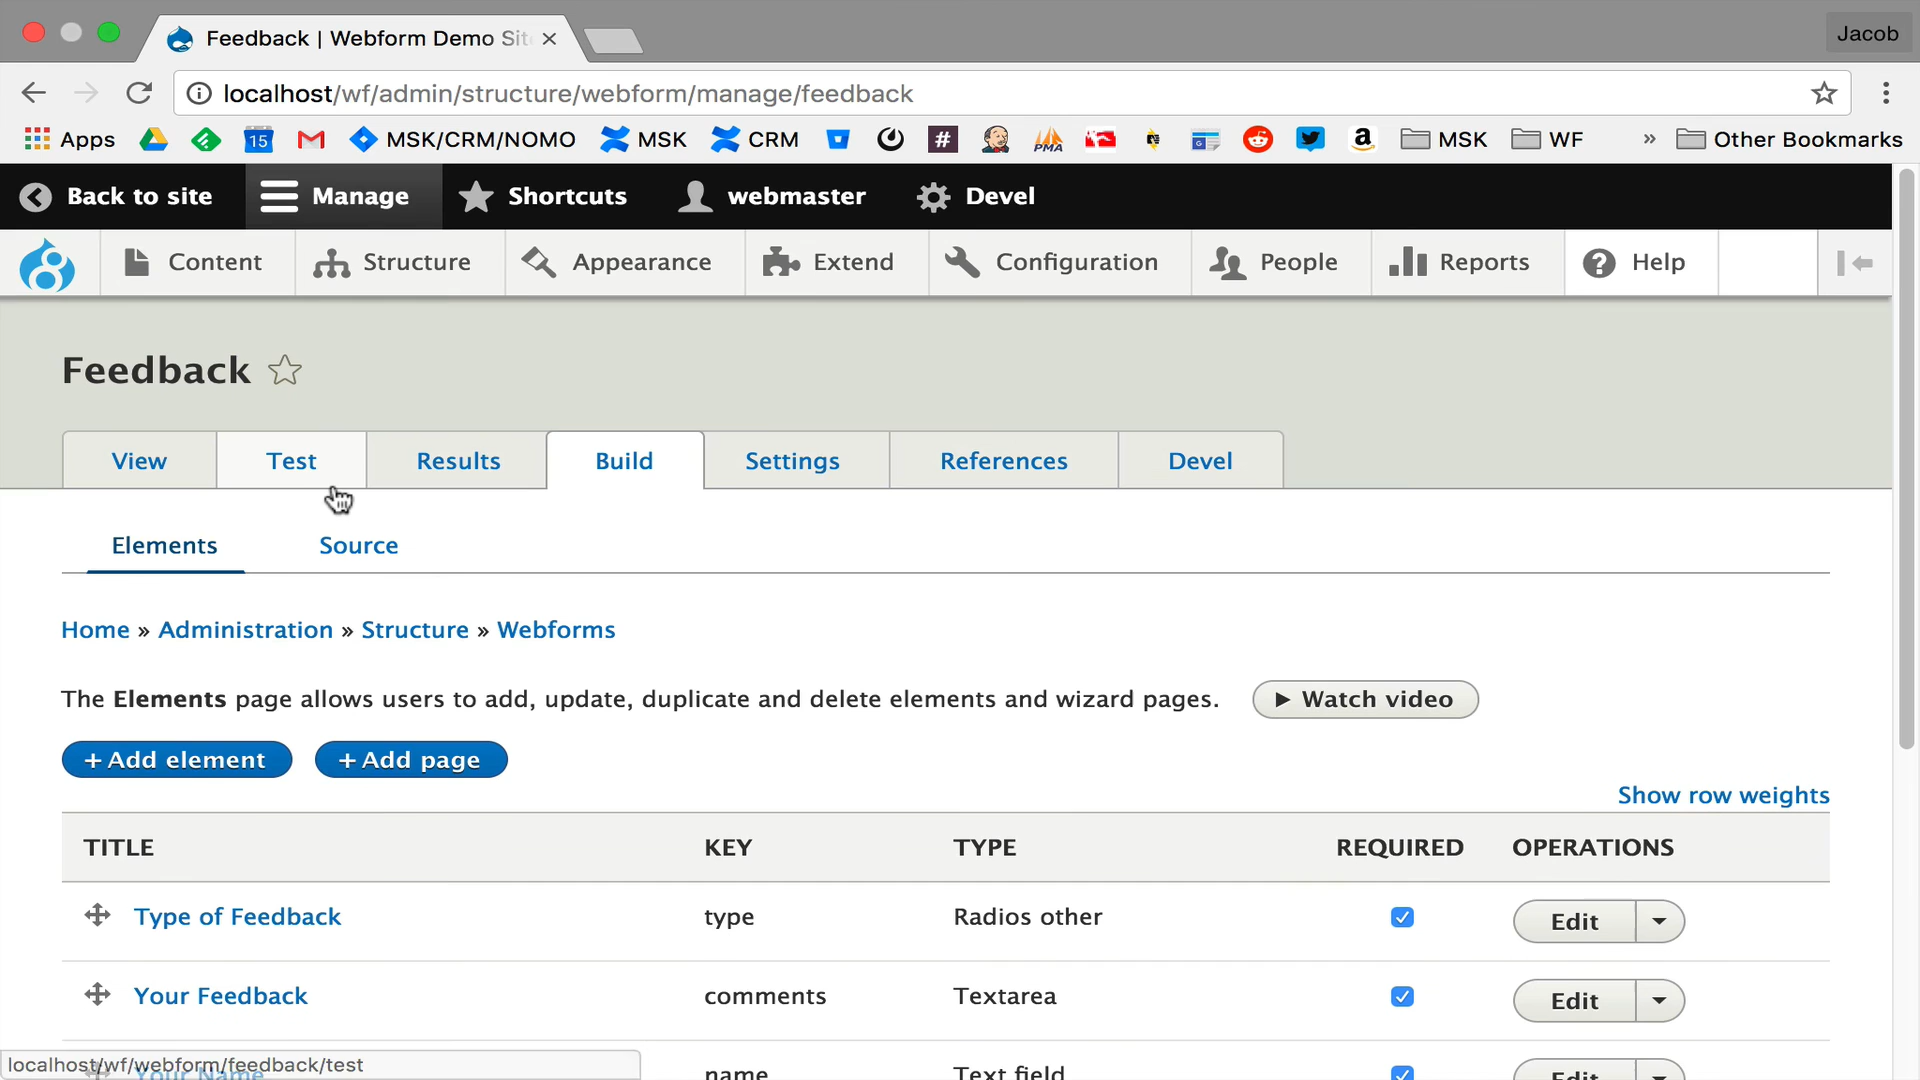 Feedback | Webform Demo Sit
Jacob
localhost/wf/admin/structure/webform/manage/feedback
Apps 15 MSK/CRM/NOMO MSK CRM # PMA G a MSK WF » Other Bookmarks
Back to site Manage Shortcuts webmaster Devel
Content Structure Appearance Extend Configuration People Reports Help
Feedback
View Test Results Build Settings References Devel
Elements Source
Home » Administration » Structure » Webforms
The Elements page allows users to add, update, duplicate and delete elements and wizard pages. Watch video
+ Add element + Add page
Show row weights
TITLE KEY TYPE REQUIRED OPERATIONS
Type of Feedback type Radios other Edit
Your Feedback comments Textarea Edit
Your Name name Text field Edit
localhost/wf/webform/feedback/test